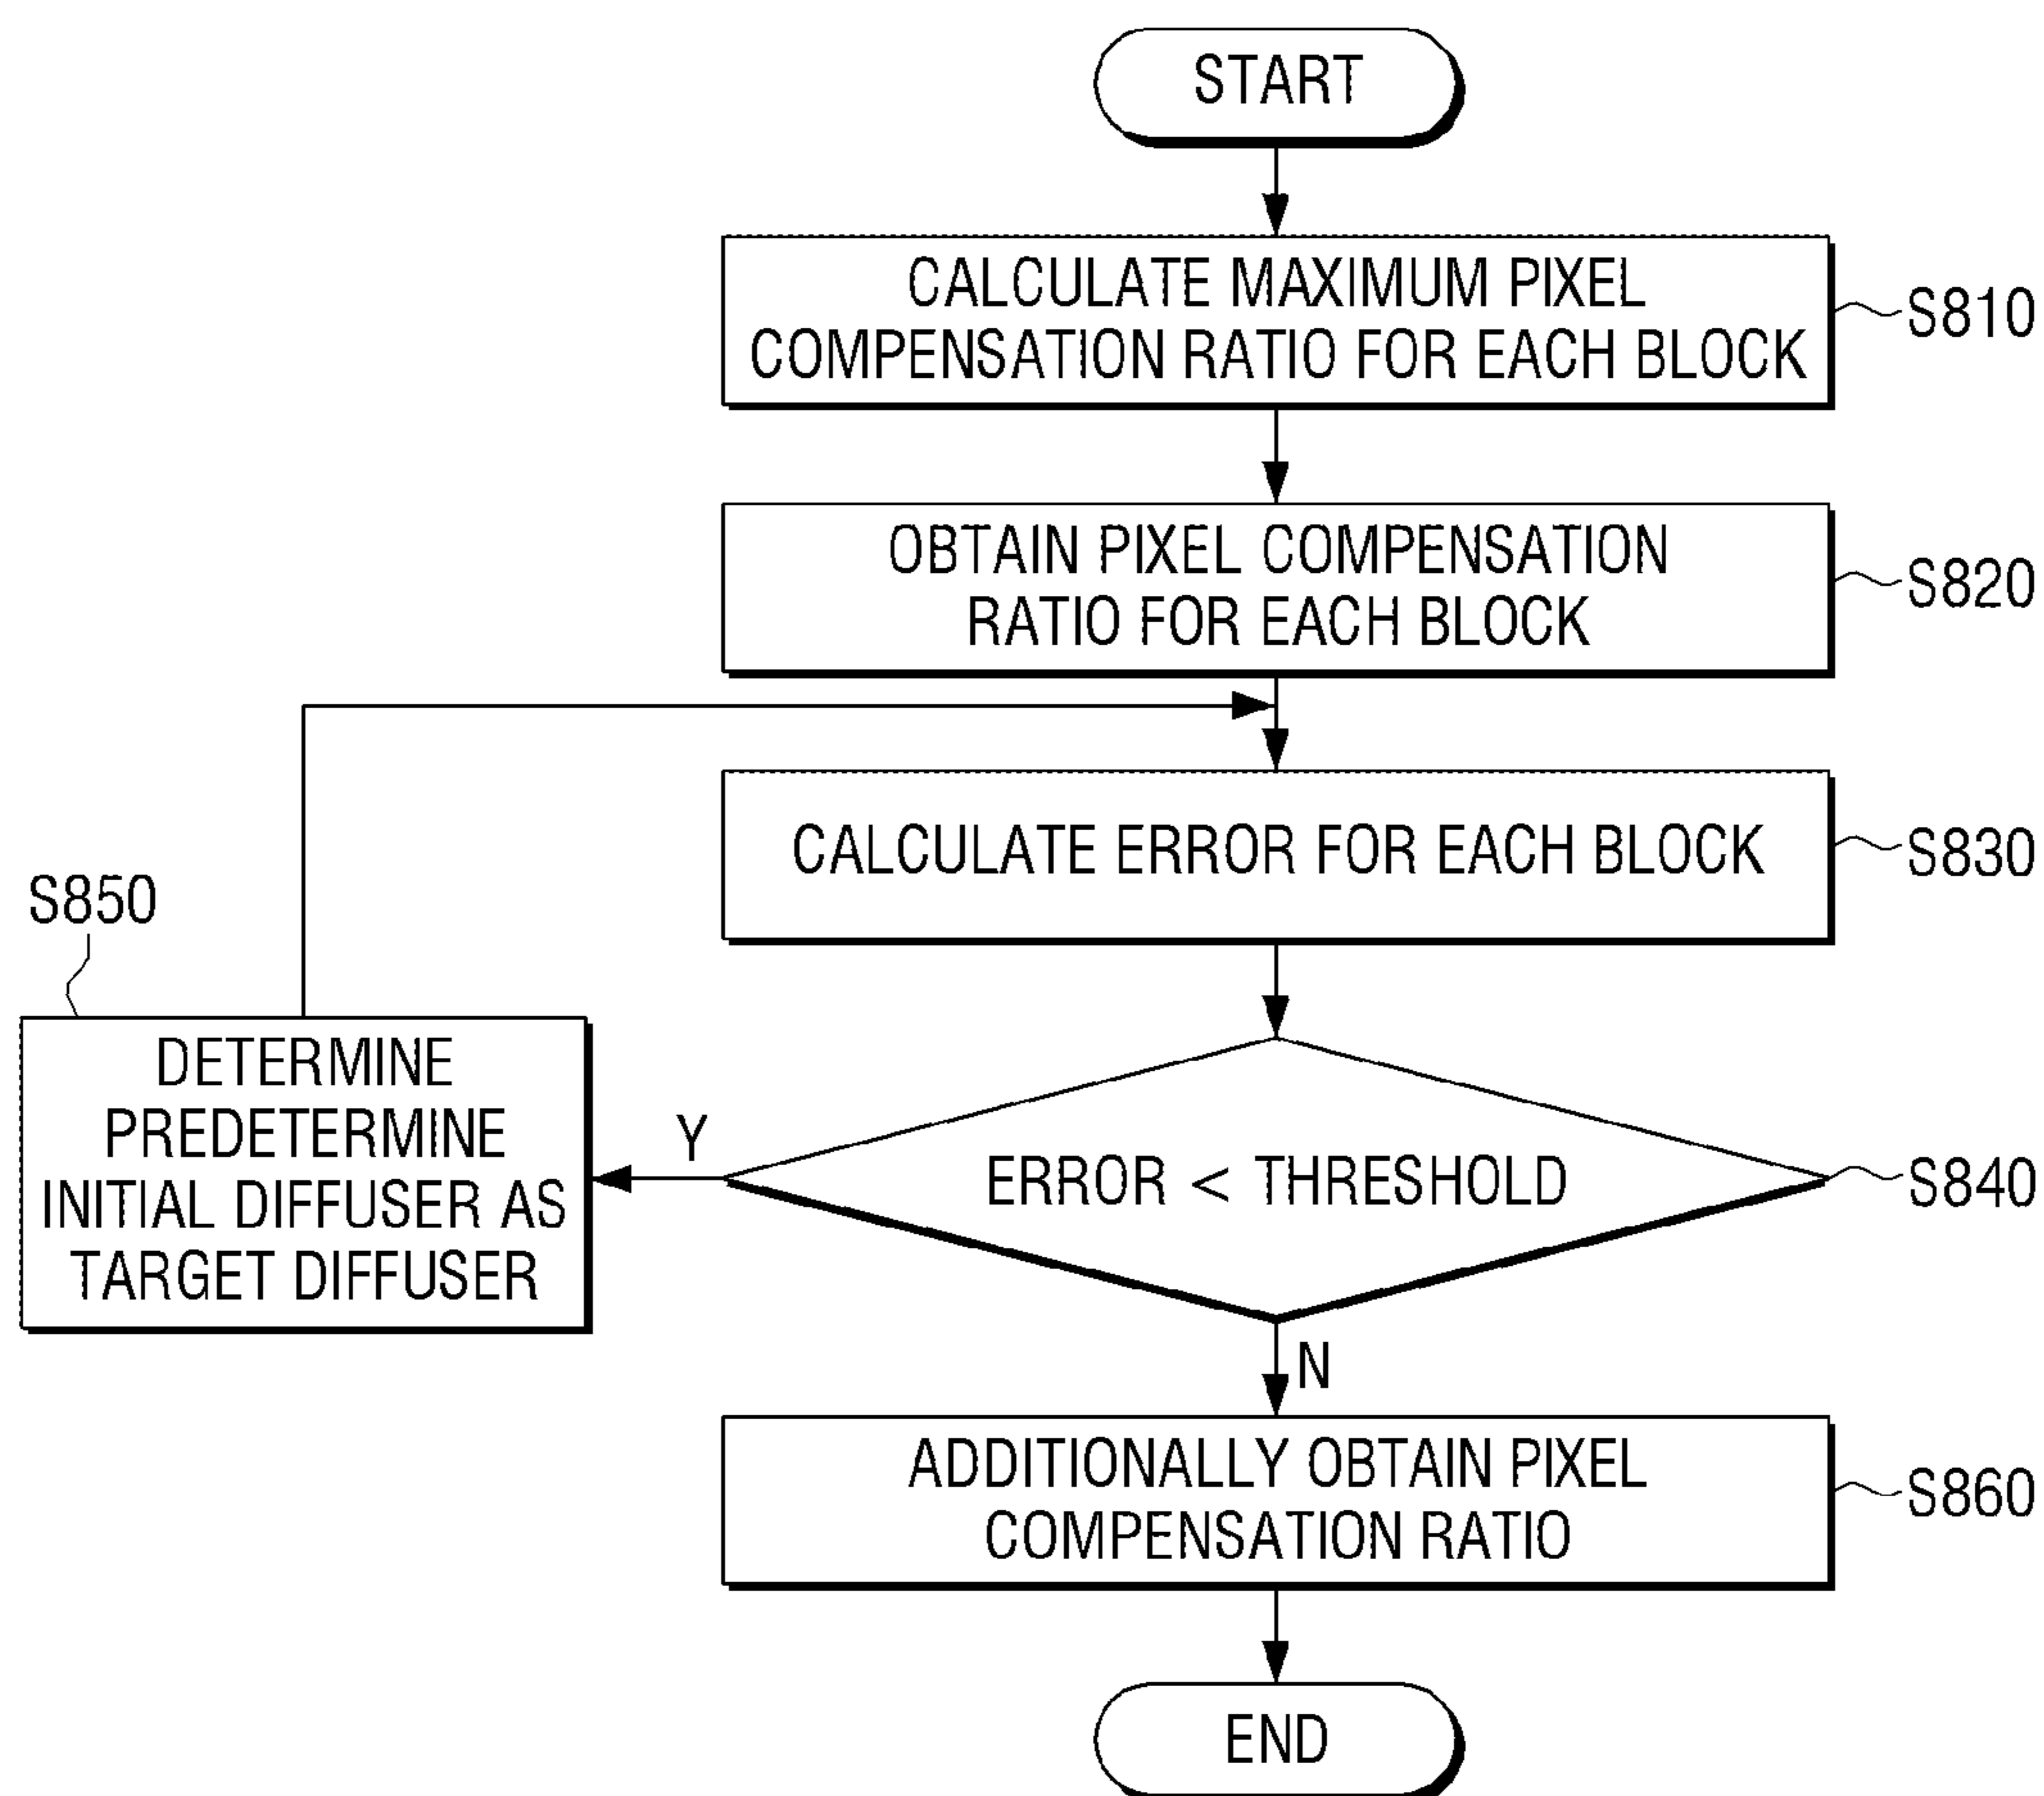 START
CALCULATE MAXIMUM PIXEL
COMPENSATION RATIO FOR EACH BLOCK
S810
OBTAIN PIXEL COMPENSATION
RATIO FOR EACH BLOCK
S820
CALCULATE ERROR FOR EACH BLOCK
S830
S850
DETERMINE
PREDETERMINE
INITIAL DIFFUSER AS
TARGET DIFFUSER
Y
ERROR < THRESHOLD
S840
N
ADDITIONALLY OBTAIN PIXEL
COMPENSATION RATIO
S860
END